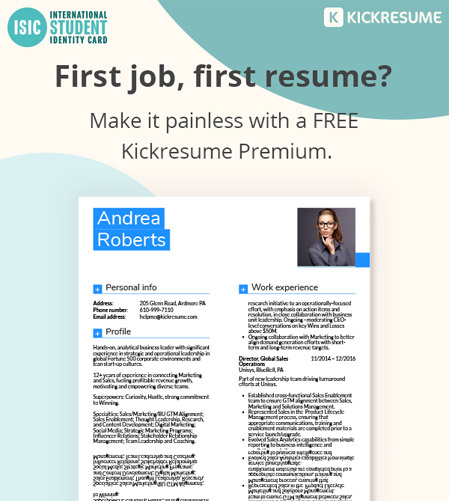 ISIC
INTERNATIONAL
STUDENT
IDENTITY CARD
K KICKRESUME
First job, first resume?
Make it painless with a FREE
Kickresume Premium.
Andrea
Roberts
Personal info
Address: 205 Glenn Road, Ardmore PA
Phone number: 610-999-7110
Email address: helpme@kickresume.com
Profile
Hands-on, analytical business leader with significant
experience in strategic and operational leadership in
global Fortune 500 corporate environments and
lean start-up cultures.
12+ years of experience in connecting Marketing
and Sales, fueling profitable revenue growth,
motivating and empowering diverse teams.
Superpowers: Curiosity, Hustle, strong commitment
to Winning.
Specialties: Sales/Marketing/BU GTM Alignment;
Sales Enablement; Thought Leadership, Research,
and Content Development; Digital Marketing;
Social Media; Strategic Marketing Programs;
Influencer Relations; Stakeholder Relationship
Management; Team Leadership and Coaching.
Work experience
research initiative to an operationally-focused
effort, with emphasis on action items and
resolution, in close collaboration with business
unit leadership. Ongoing - moderating CEO-
level conversations on key Wins and Losses
above $50M.
Ongoing collaboration with Marketing to better
align demand generation efforts with short-
term and long-term revenue targets.
Director, Global Sales 11/2014 – 12/2016
Operations
Unisys, BlueBell, PA
Part of new leadership team driving turnaround
efforts at Unisys.
Established cross-functional Sales Enablement
team to ensure GTM alignment between Sales,
Marketing and Solutions Management.
Represented Sales in the Product Lifecycle
Management process, ensuring that
appropriate communications, training and
enablement materials are completed prior to a
service launch/upgrade.
Evolved Sales Analytics capabilities from simple
reporting to business intelligence and